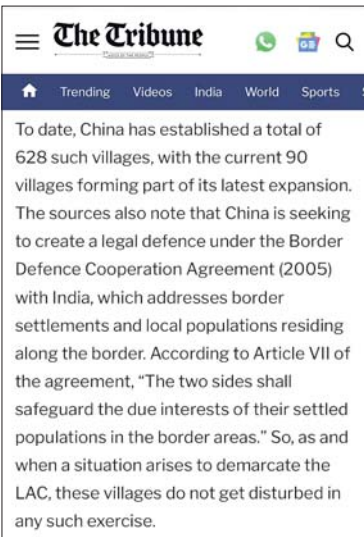 The Tribune
VOICE OF THE PEOPLE
GE
Trending Videos India World Sports
To date, China has established a total of
628 such villages, with the current 90
villages forming part of its latest expansion.
The sources also note that China is seeking
to create a legal defence under the Border
Defence Cooperation Agreement (2005)
with India, which addresses border
settlements and local populations residing
along the border. According to Article VII of
the agreement, “The two sides shall
safeguard the due interests of their settled
populations in the border areas.” So, as and
when a situation arises to demarcate the
LAC, these villages do not get disturbed in
any such exercise.